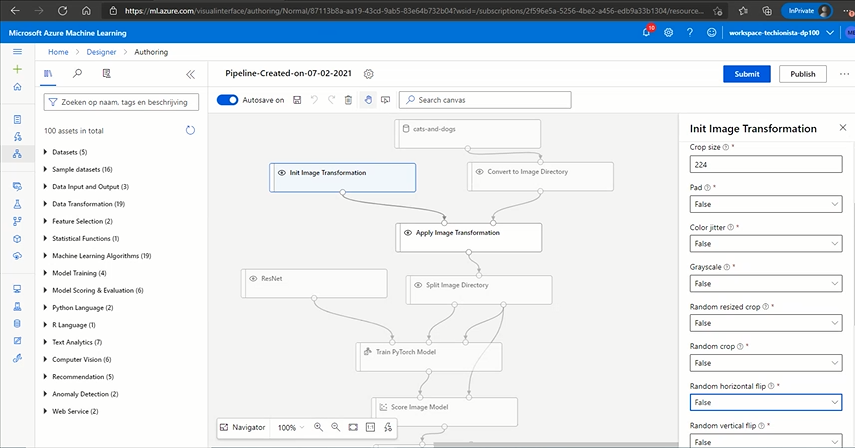 https://ml.azure.com/visualinterface/authoring/Normal/87113b8a-aa19-43cd-9ab5-83e64b732b04?wsid=/subscriptions/2f596e5a-5256-4be2-a456-edb9a33b1304/resource...
InPrivate
Microsoft Azure Machine Learning
10
workspace-techionista-dp100
Home > Designer > Authoring
Pipeline-Created-on-07-02-2021
Submit
Publish
Zoeken op naam, tags en beschrijving
Autosave on
Search canvas
100 assets in total
Datasets (5)
Sample datasets (16)
Data Input and Output (3)
Data Transformation (19)
Feature Selection (2)
Statistical Functions (1)
Machine Learning Algorithms (19)
Model Training (4)
Model Scoring & Evaluation (6)
Python Language (2)
R Language (1)
Text Analytics (7)
Computer Vision (6)
Recommendation (5)
Anomaly Detection (2)
Web Service (2)
cats-and-dogs
Init Image Transformation
Convert to Image Directory
Apply Image Transformation
ResNet
Split Image Directory
Train PyTorch Model
Score Image Model
Navigator
100%
Init Image Transformation
Crop size *
224
Pad *
False
Color jitter *
False
Grayscale *
False
Random resized crop *
False
Random crop *
False
Random horizontal flip *
False
Random vertical flip *
False